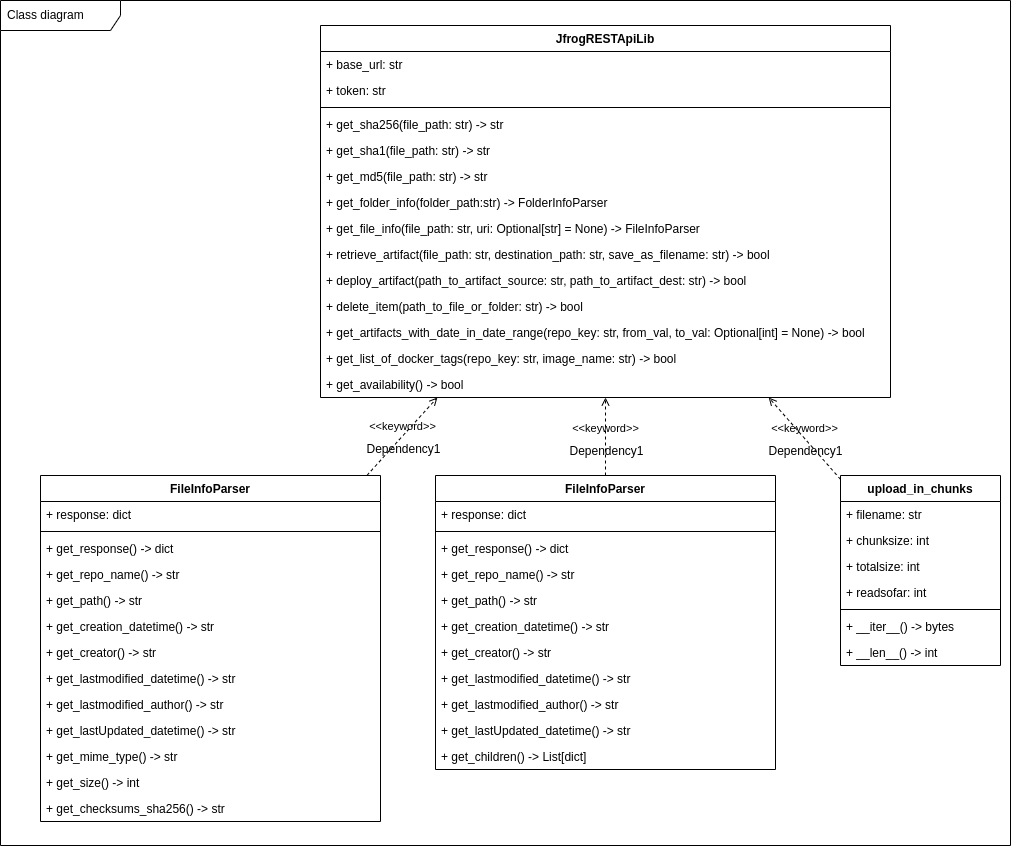 Class diagram
JfrogRESTApiLib
+ base_url: str
+ token: str
+ get_sha256(file_path: str) -> str
+ get_sha1(file_path: str) -> str
+ get_md5(file_path: str) -> str
+ get_folder_info(folder_path:str) -> FolderInfoParser
+ get_file_info(file_path: str, uri: Optional[str] = None) -> FileInfoParser
+ retrieve_artifact(file_path: str, destination_path: str, save_as_filename: str) -> bool
+ deploy_artifact(path_to_artifact_source: str, path_to_artifact_dest: str) -> bool
+ delete_item(path_to_file_or_folder: str) -> bool
+ get_artifacts_with_date_in_date_range(repo_key: str, from_val, to_val: Optional[int] = None) -> bool
+ get_list_of_docker_tags(repo_key: str, image_name: str) -> bool
+ get_availability() -> bool
<<keyword>>
Dependency1
<<keyword>>
Dependency1
<<keyword>>
Dependency1
FileInfoParser
+ response: dict
+ get_response() -> dict
+ get_repo_name() -> str
+ get_path() -> str
+ get_creation_datetime() -> str
+ get_creator() -> str
+ get_lastmodified_datetime() -> str
+ get_lastmodified_author() -> str
+ get_lastUpdated_datetime() -> str
+ get_mime_type() -> str
+ get_size() -> int
+ get_checksums_sha256() -> str
FileInfoParser
+ response: dict
+ get_response() -> dict
+ get_repo_name() -> str
+ get_path() -> str
+ get_creation_datetime() -> str
+ get_creator() -> str
+ get_lastmodified_datetime() -> str
+ get_lastmodified_author() -> str
+ get_lastUpdated_datetime() -> str
+ get_children() -> List[dict]
upload_in_chunks
+ filename: str
+ chunksize: int
+ totalsize: int
+ readsofar: int
+ __iter__() -> bytes
+ __len__() -> int